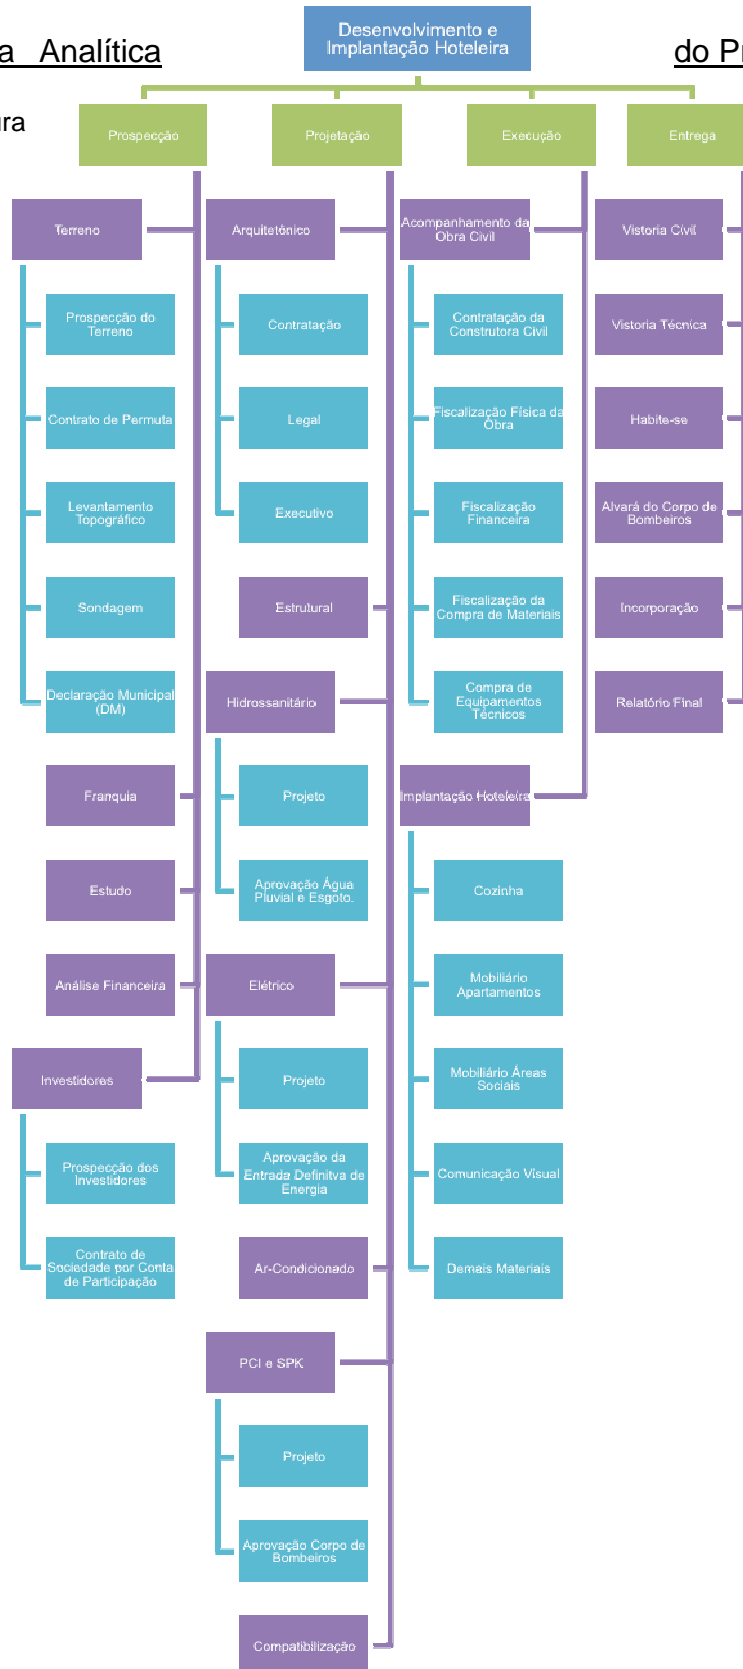 Desenvolvimento e
Implantação Hoteleira
a Analítica
do Pr
ura
Prospecção
Projetação
Execução
Entrega
Terreno
Prospecção do
Terreno
Contrato de Permuta
Levantamento
Topográfico
Sondagem
Declaração Municipal
(DM)
Franquia
Estudo
Análise Financeira
Investidores
Prospecção dos
Investidores
Contrato de
Sociedade por Conta
de Participação
Arquitetônico
Contratação
Legal
Executivo
Estrutural
Hidrossanitário
Projeto
Aprovação Água
Pluvial e Esgoto.
Elétrico
Projeto
Aprovação da
Entrada Definitva de
Energia
Ar-Condicionado
PCI e SPK
Projeto
Aprovação Corpo de
Bombeiros
Compatibilização
Acompanhamento da
Obra Civil
Contratação da
Construtora Civil
Fiscalização Física da
Obra
Fiscalização
Financeira
Fiscalização da
Compra de Materiais
Compra de
Equipamentos
Técnicos
Implantação Hoteleira
Cozinha
Mobiliário
Apartamentos
Mobiliário Áreas
Sociais
Comunicação Visual
Demais Materiais
Vistoria Civil
Vistoria Técnica
Habite-se
Alvará do Corpo de
Bombeiros
Incorporação
Relatório Final